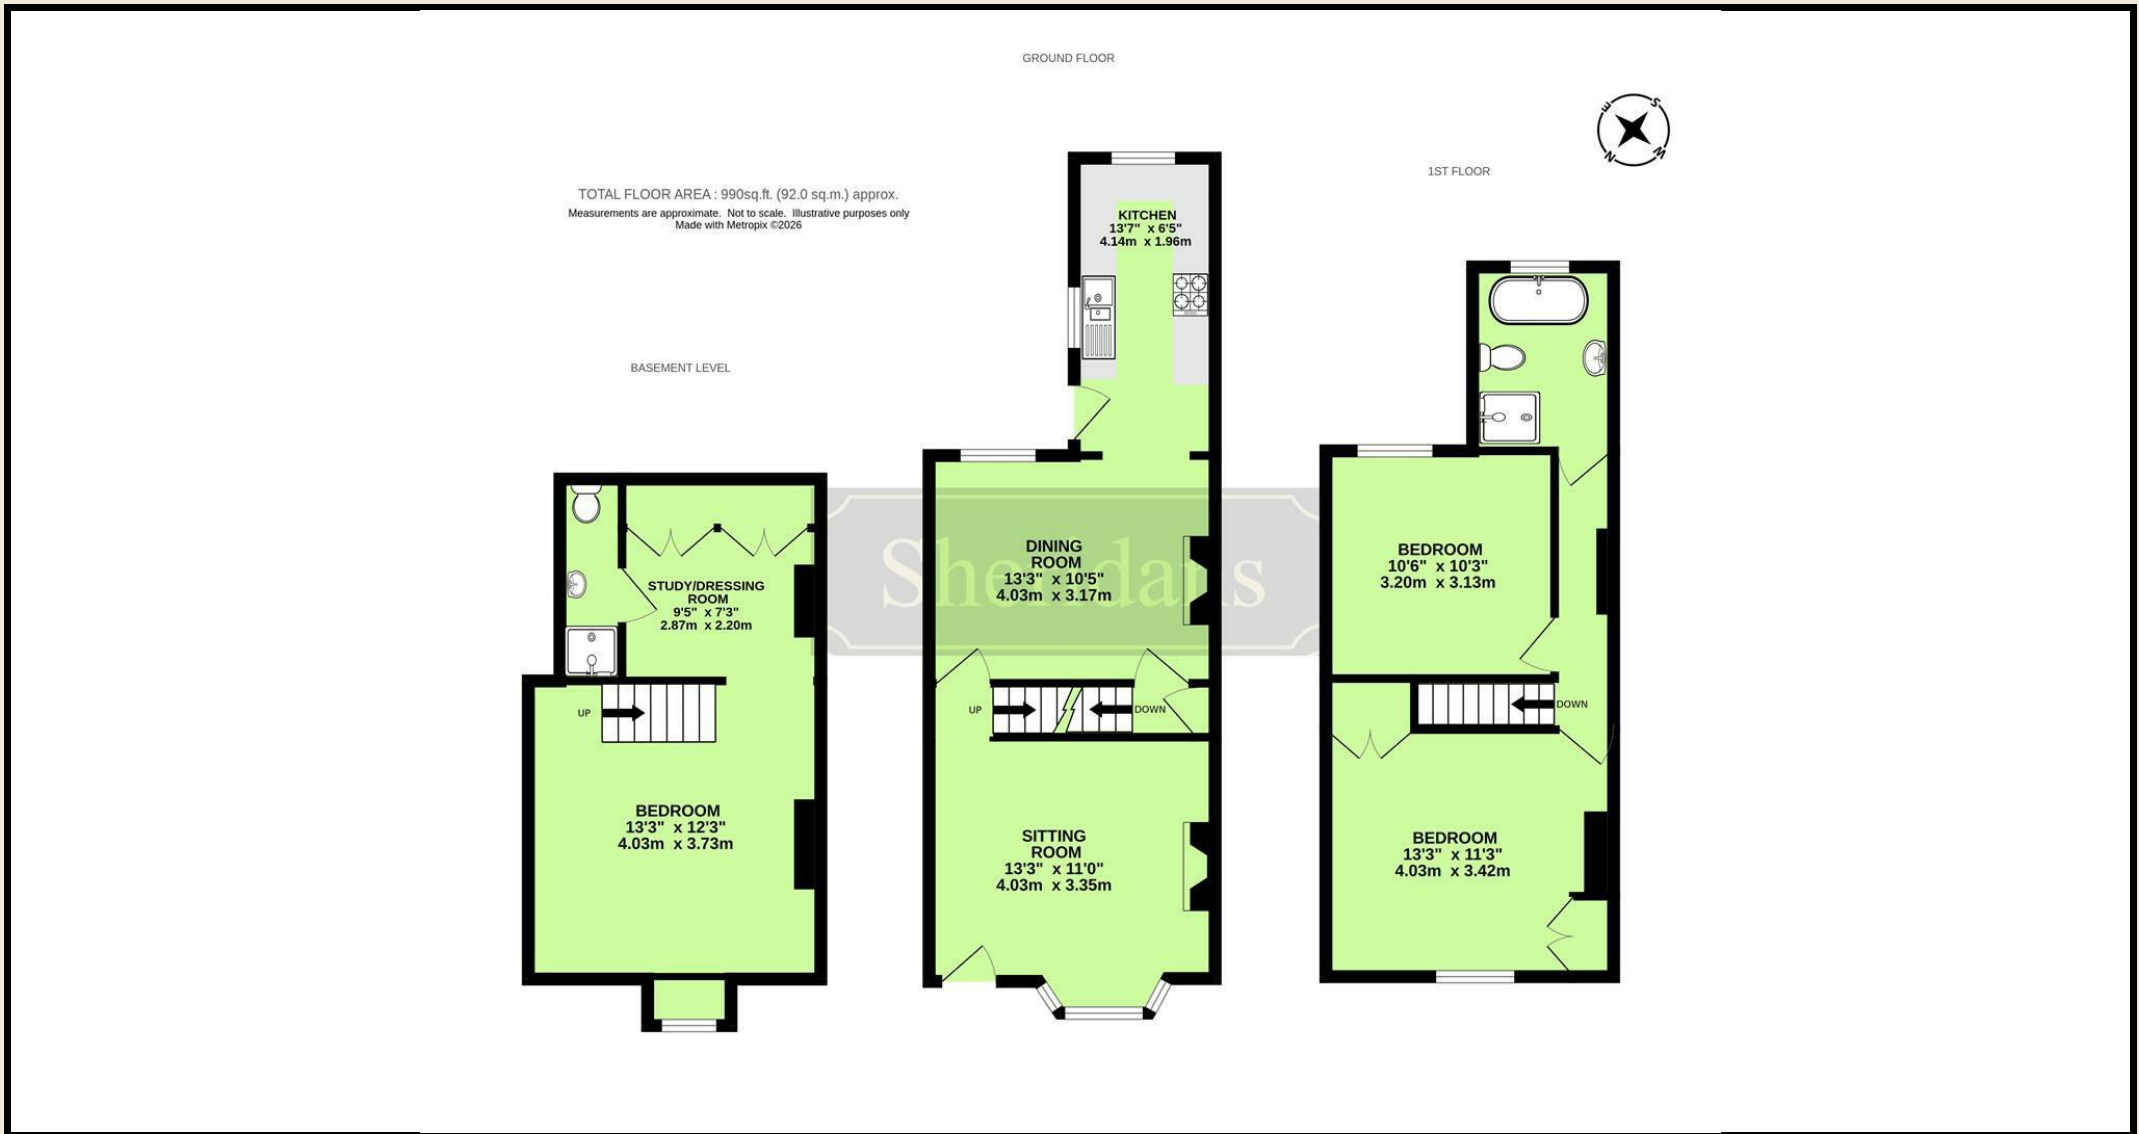 GROUND FLOOR
TOTAL FLOOR AREA : 990sq.ft. (92.0 sq.m.) approx.
Measurements are approximate. Not to scale. Illustrative purposes only
Made with Metropix ©2026
E
S
N
W
1ST FLOOR
BASEMENT LEVEL
KITCHEN
13'7" x 6'5"
4.14m x 1.96m
STUDY/DRESSING
ROOM
9'5" x 7'3"
2.87m x 2.20m
UP
BEDROOM
13'3" x 12'3"
4.03m x 3.73m
Sheridans
DINING
ROOM
13'3" x 10'5"
4.03m x 3.17m
UP
DOWN
SITTING
ROOM
13'3" x 11'0"
4.03m x 3.35m
BEDROOM
10'6" x 10'3"
3.20m x 3.13m
DOWN
BEDROOM
13'3" x 11'3"
4.03m x 3.42m